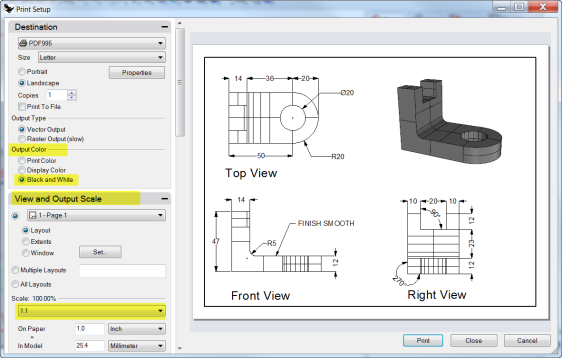 Print Setup
Destination
PDF995
Size Letter
Portrait
Properties
Landscape
Copies 1
Print To File
Output Type
Vector Output
Raster Output (slow)
Output Color
Print Color
Display Color
Black and White
View and Output Scale
1 - Page 1
Layout
Extents
Window Set...
Multiple Layouts
All Layouts
Scale: 100.00%
1:1
On Paper 1.0 Inch
=
In Model 25.4 Millimeter
14 36 20
Ø20
R20
50
Top View
14
47
FINISH SMOOTH
R5
12
Front View
10 20 10
90°
12
23
12
270°
Right View
Print Close Cancel